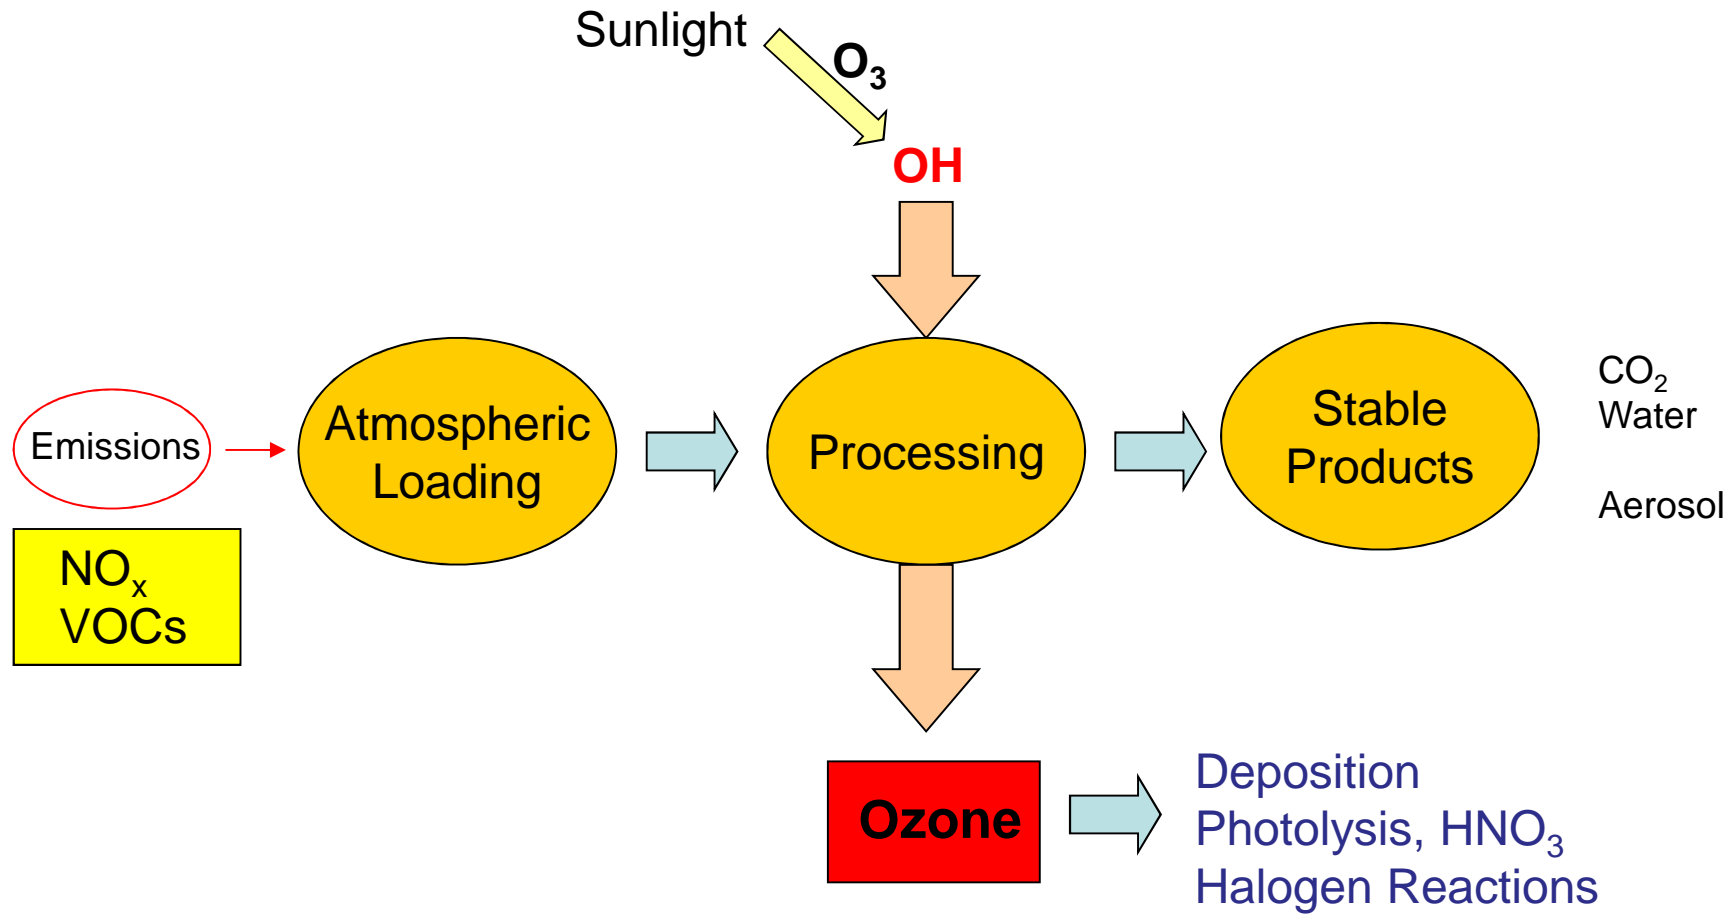 Sunlight
O₃
OH
Emissions
Atmospheric
Loading
Processing
Stable
Products
CO₂
Water
Aerosol
NOₓ
VOCs
Ozone
Deposition
Photolysis, HNO₃
Halogen Reactions